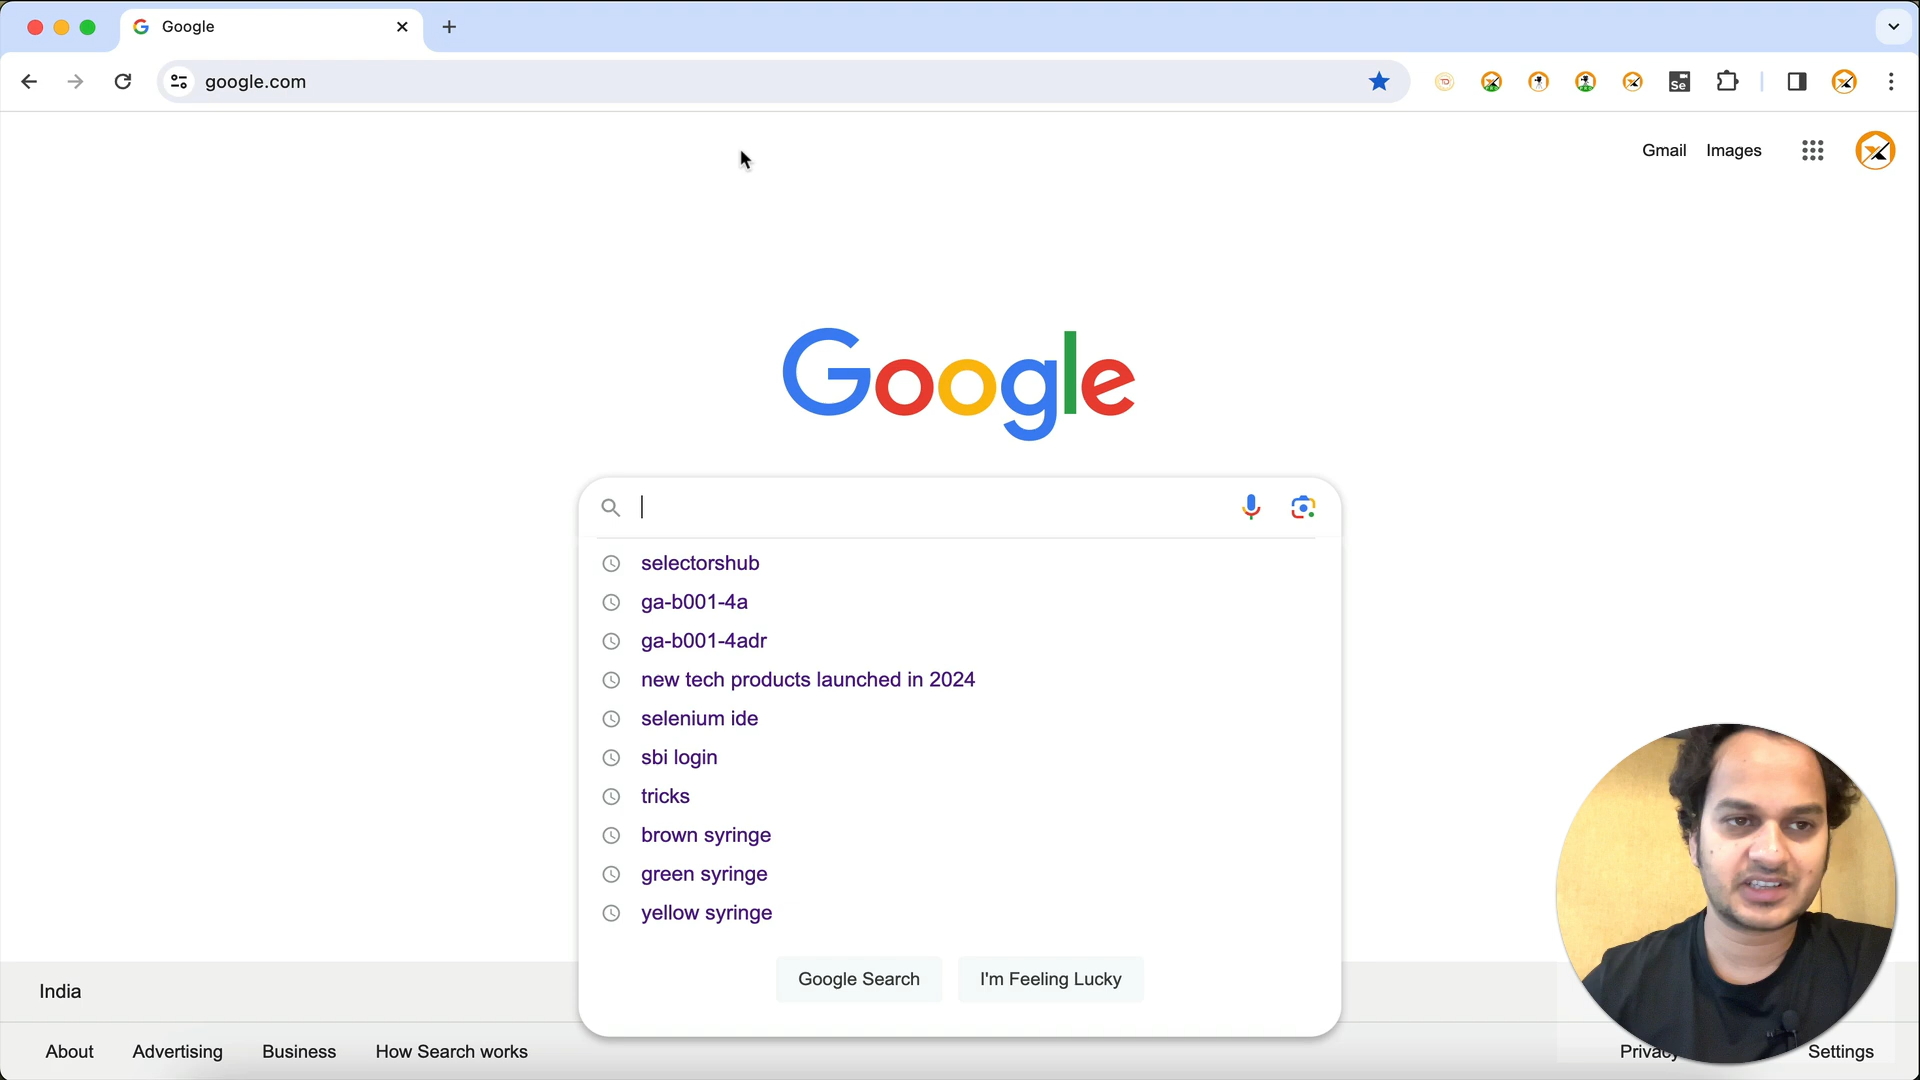 Google
google.com
Se
Gmail Images
Google
selectorshub
ga-b001-4a
ga-b001-4adr
new tech products launched in 2024
selenium ide
sbi login
tricks
brown syringe
green syringe
yellow syringe
Google Search I'm Feeling Lucky
India
About Advertising Business How Search works Privacy Settings